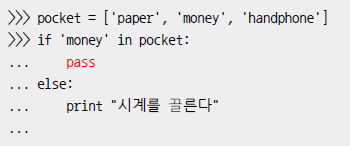 >>> pocket = ['paper', 'money', 'handphone']
>>> if 'money' in pocket:
...     pass
... else:
...     print "시계를 끌른다"
...